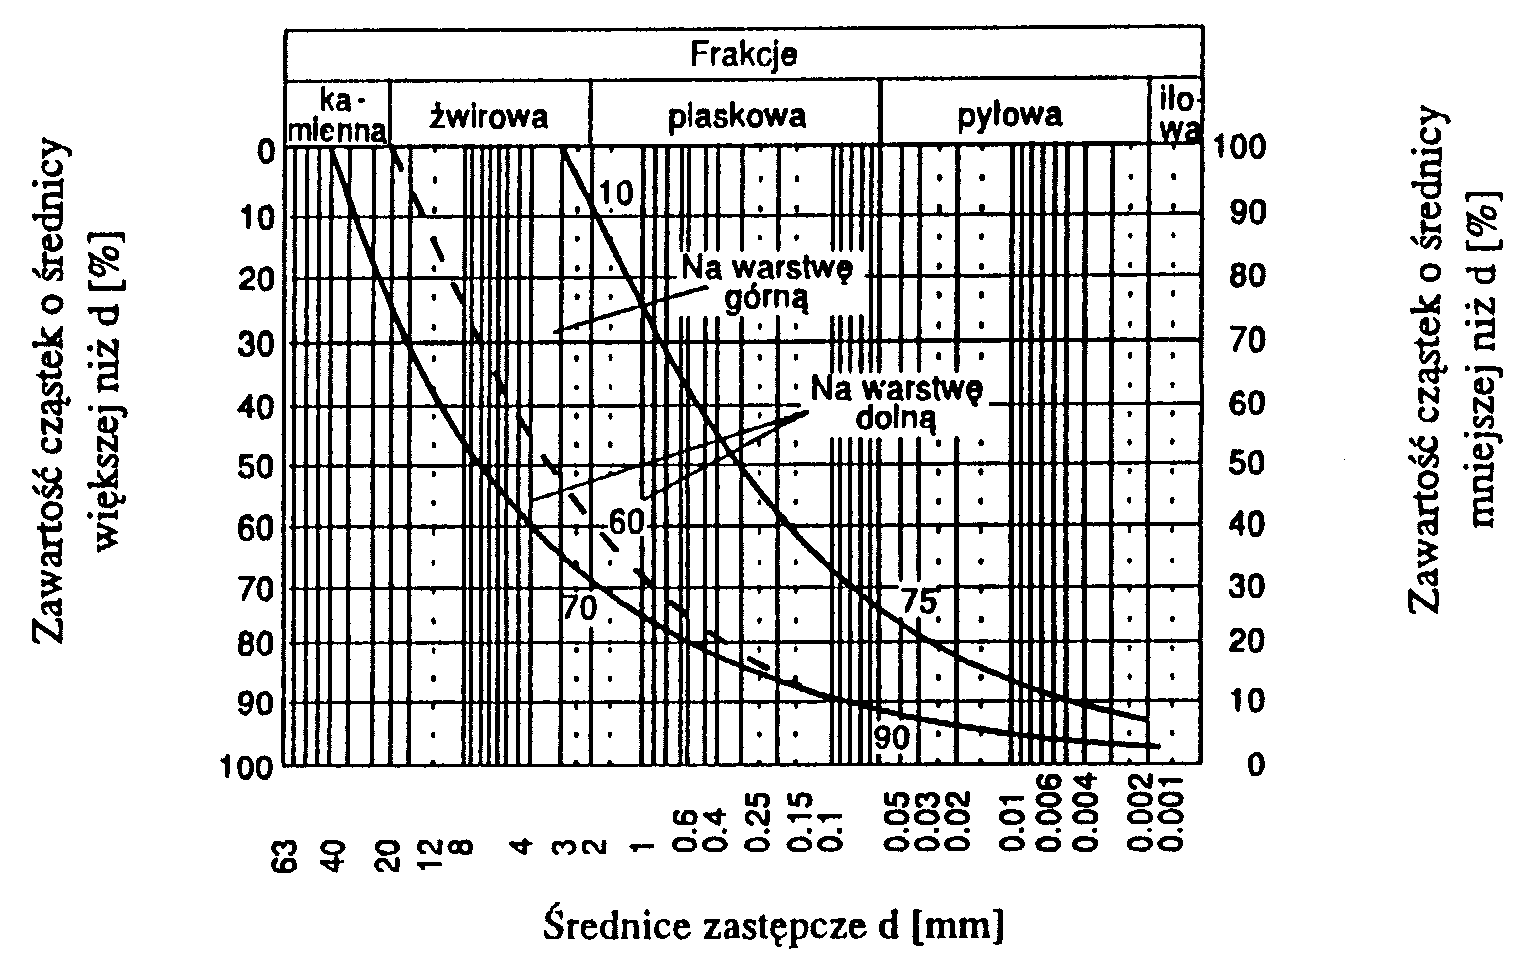 Frakcje
ka-
mienna
żwirowa
piaskowa
pyłowa
iło-
wa
Zawartość cząstek o średnicy
większej niż d [%]
0
10
20
30
40
50
60
70
80
90
100
10
Na warstwę
górną
Na warstwę
dolną
60
70
75
90
100
90
80
70
60
50
40
30
20
10
0
Zawartość cząstek o średnicy
mniejszej niż d [%]
63
40
20
12
8
4
3
2
1
0.6
0.4
0.25
0.15
0.1
0.05
0.03
0.02
0.01
0.006
0.004
0.002
0.001
Średnice zastępcze d [mm]